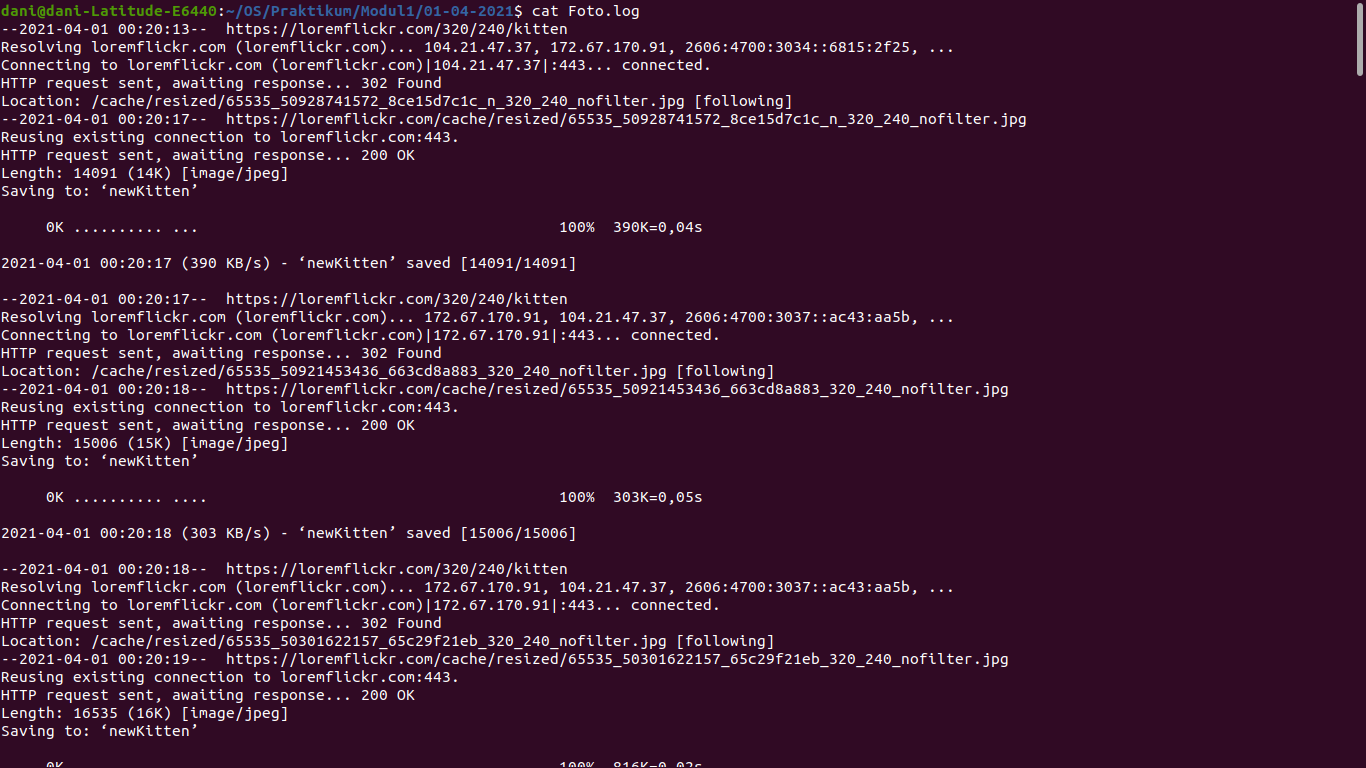 dani@dani-Latitude-E6440:~/OS/Praktikum/Modul1/01-04-2021$ cat Foto.log
--2021-04-01 00:20:13--  https://loremflickr.com/320/240/kitten
Resolving loremflickr.com (loremflickr.com)... 104.21.47.37, 172.67.170.91, 2606:4700:3034::6815:2f25, ...
Connecting to loremflickr.com (loremflickr.com)|104.21.47.37|:443... connected.
HTTP request sent, awaiting response... 302 Found
Location: /cache/resized/65535_50928741572_8ce15d7c1c_n_320_240_nofilter.jpg [following]
--2021-04-01 00:20:17--  https://loremflickr.com/cache/resized/65535_50928741572_8ce15d7c1c_n_320_240_nofilter.jpg
Reusing existing connection to loremflickr.com:443.
HTTP request sent, awaiting response... 200 OK
Length: 14091 (14K) [image/jpeg]
Saving to: ‘newKitten’
     0K .......... ...                                        100%  390K=0,04s
2021-04-01 00:20:17 (390 KB/s) - ‘newKitten’ saved [14091/14091]
--2021-04-01 00:20:17--  https://loremflickr.com/320/240/kitten
Resolving loremflickr.com (loremflickr.com)... 172.67.170.91, 104.21.47.37, 2606:4700:3037::ac43:aa5b, ...
Connecting to loremflickr.com (loremflickr.com)|172.67.170.91|:443... connected.
HTTP request sent, awaiting response... 302 Found
Location: /cache/resized/65535_50921453436_663cd8a883_320_240_nofilter.jpg [following]
--2021-04-01 00:20:18--  https://loremflickr.com/cache/resized/65535_50921453436_663cd8a883_320_240_nofilter.jpg
Reusing existing connection to loremflickr.com:443.
HTTP request sent, awaiting response... 200 OK
Length: 15006 (15K) [image/jpeg]
Saving to: ‘newKitten’
     0K .......... ....                                       100%  303K=0,05s
2021-04-01 00:20:18 (303 KB/s) - ‘newKitten’ saved [15006/15006]
--2021-04-01 00:20:18--  https://loremflickr.com/320/240/kitten
Resolving loremflickr.com (loremflickr.com)... 172.67.170.91, 104.21.47.37, 2606:4700:3037::ac43:aa5b, ...
Connecting to loremflickr.com (loremflickr.com)|172.67.170.91|:443... connected.
HTTP request sent, awaiting response... 302 Found
Location: /cache/resized/65535_50301622157_65c29f21eb_320_240_nofilter.jpg [following]
--2021-04-01 00:20:19--  https://loremflickr.com/cache/resized/65535_50301622157_65c29f21eb_320_240_nofilter.jpg
Reusing existing connection to loremflickr.com:443.
HTTP request sent, awaiting response... 200 OK
Length: 16535 (16K) [image/jpeg]
Saving to: ‘newKitten’
     0K                                                       100%  816K=0,02s